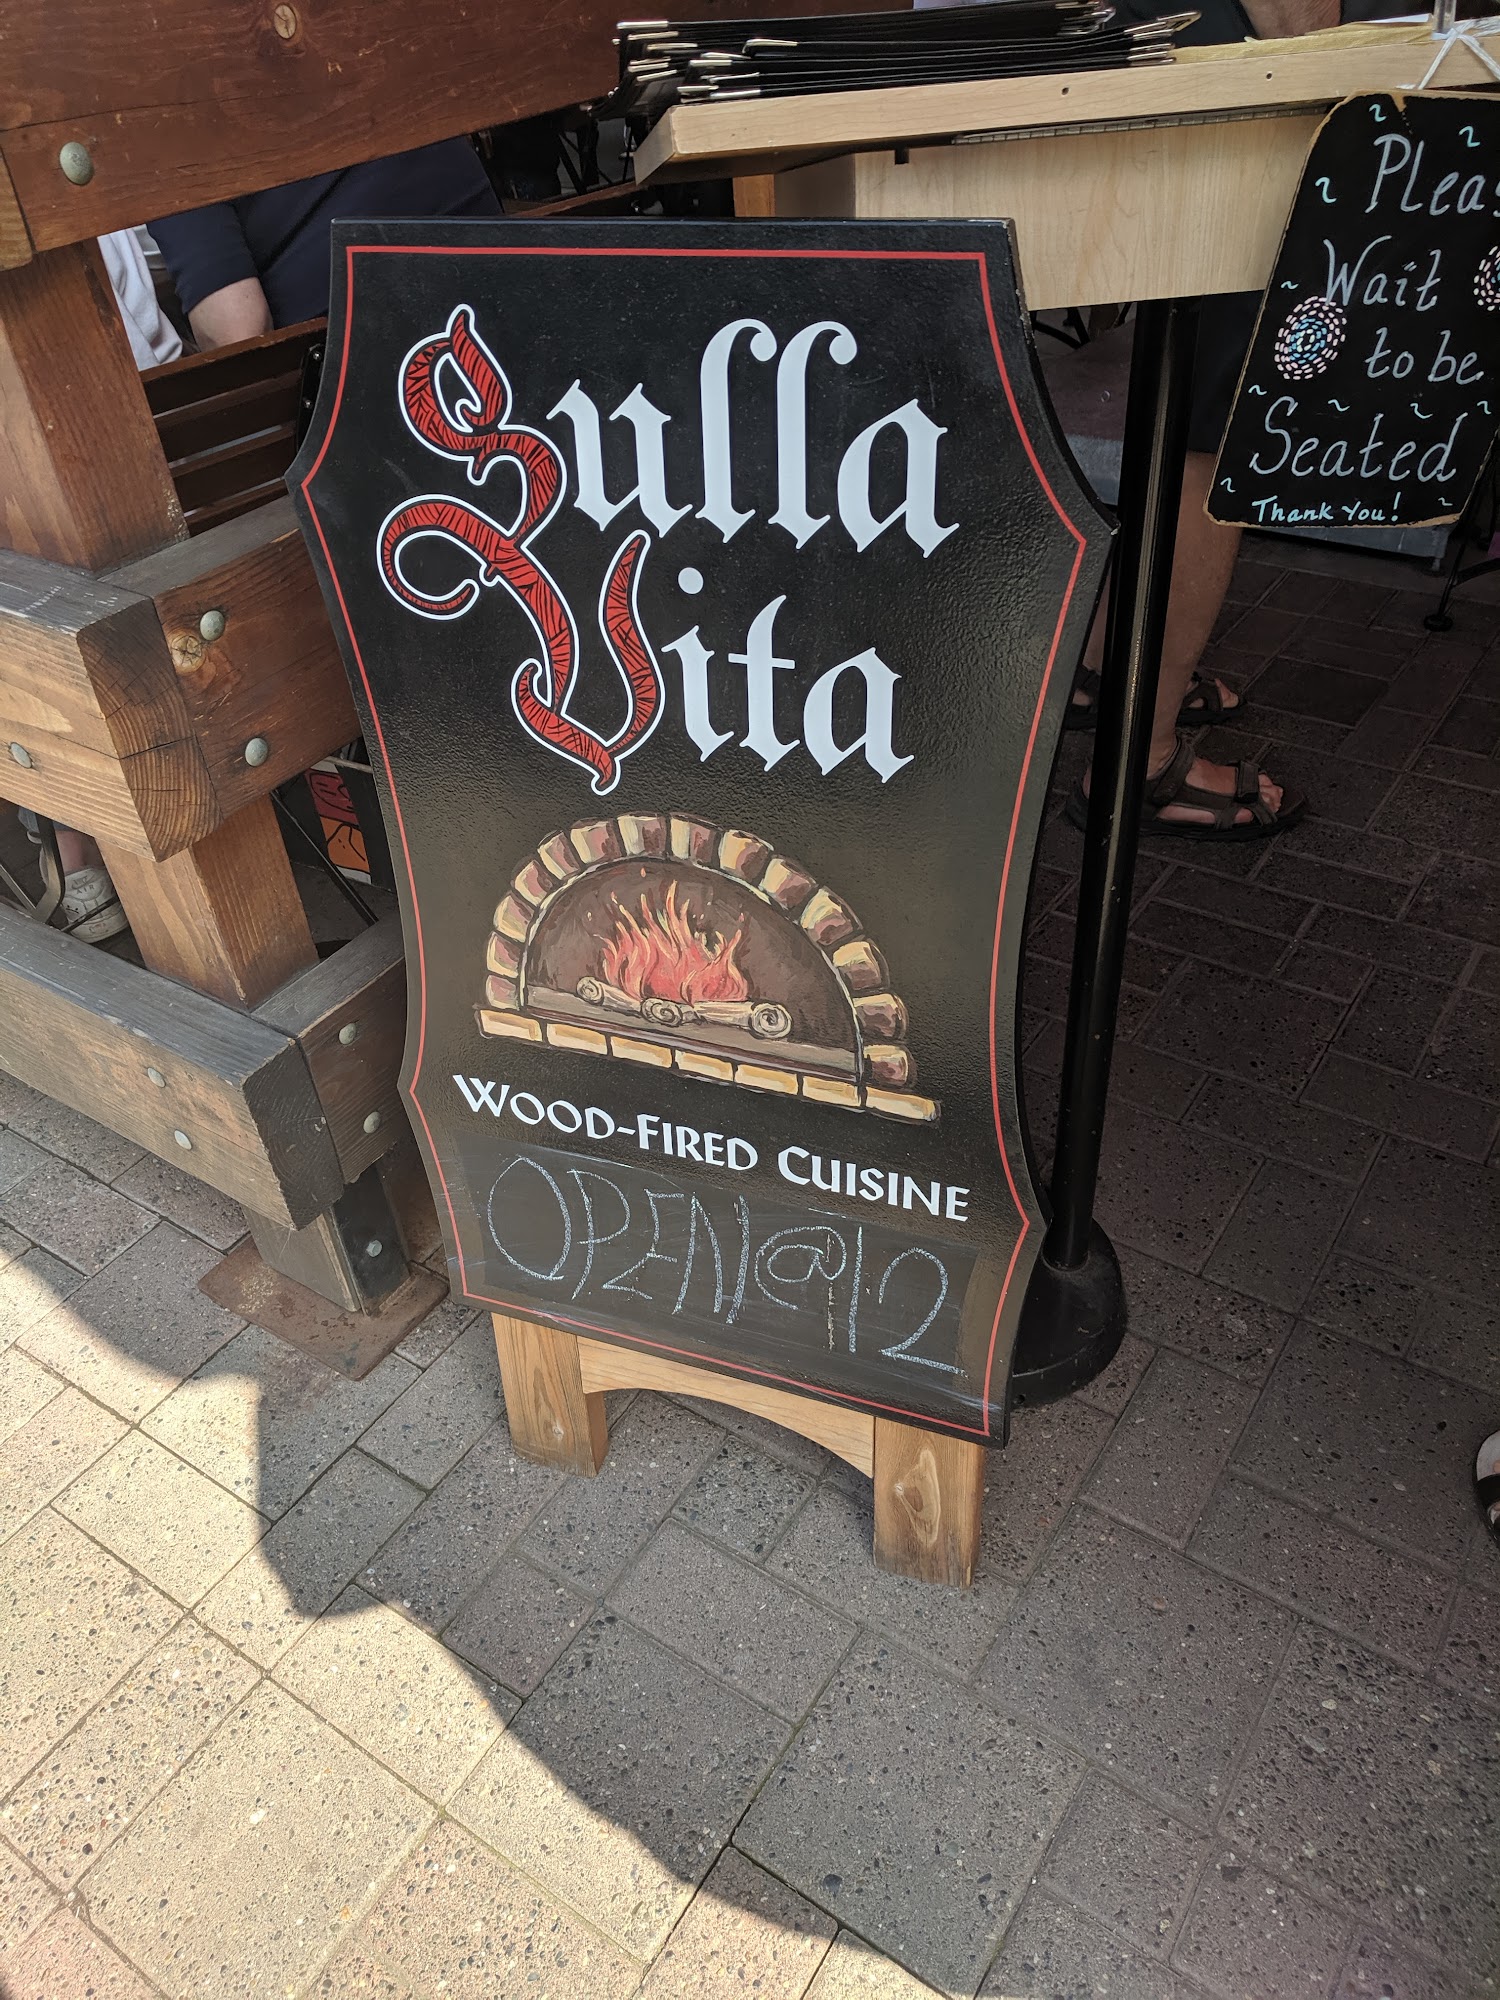 Sulla
Vita
WOOD-FIRED CUISINE
OPEN@12
Pleas
Wait
to be
Seated
Thank You!